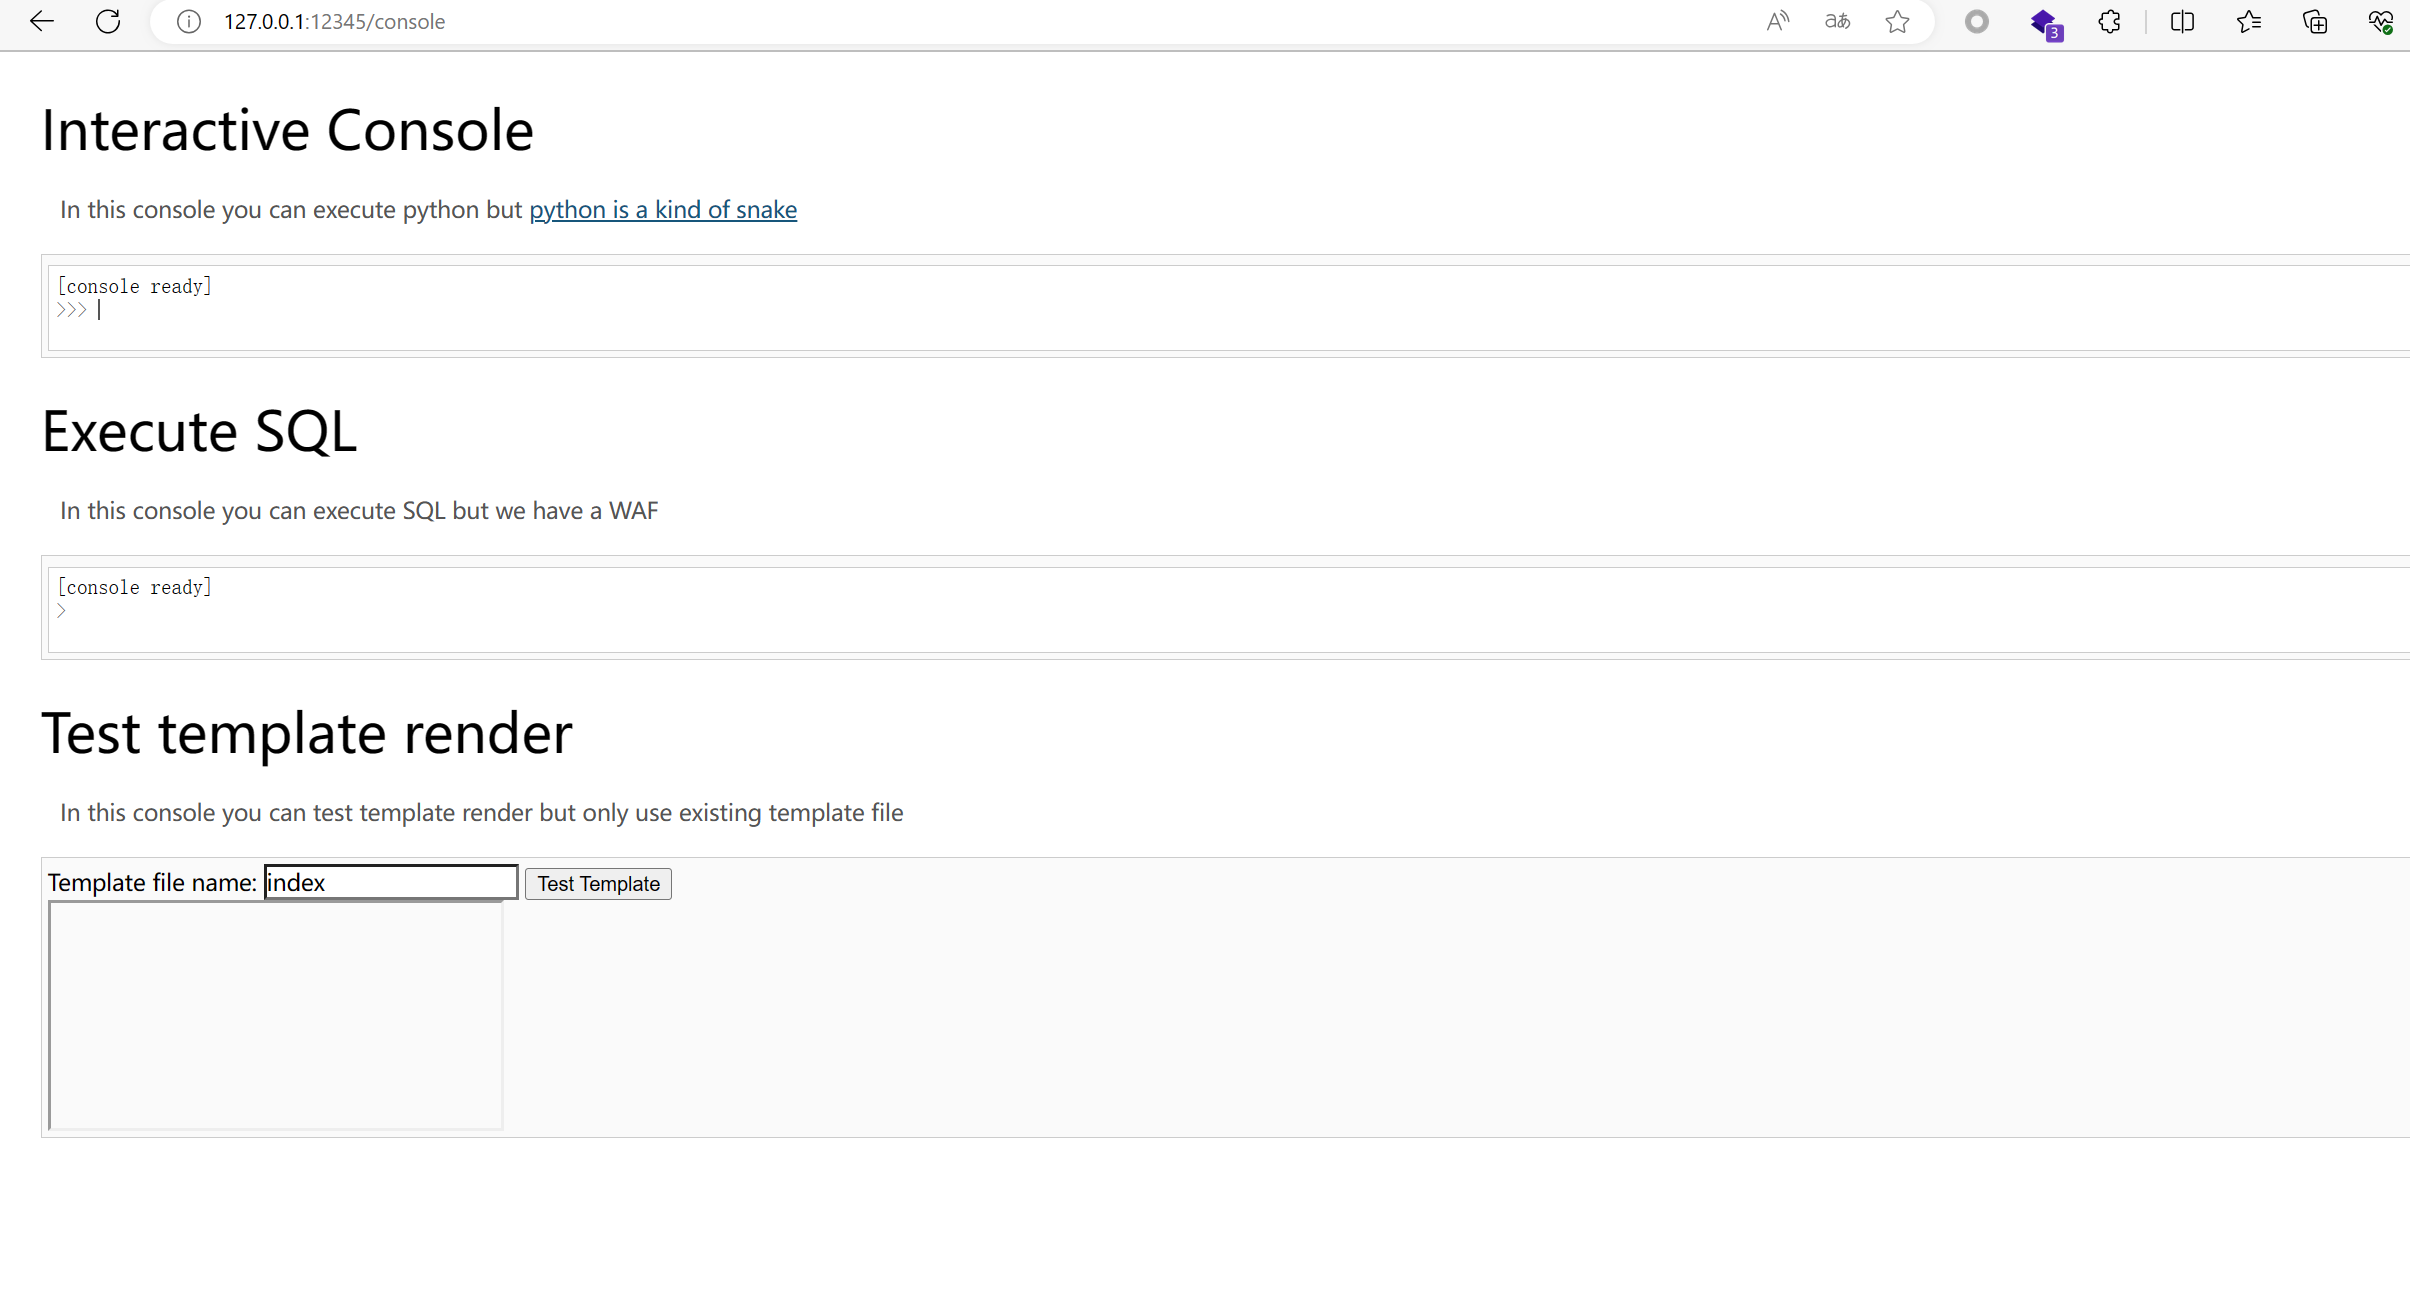 127.0.0.1:12345/console
A
aあ
3
Interactive Console
In this console you can execute python but python is a kind of snake
[console ready]
>>>
Execute SQL
In this console you can execute SQL but we have a WAF
[console ready]
>
Test template render
In this console you can test template render but only use existing template file
Template file name: index Test Template